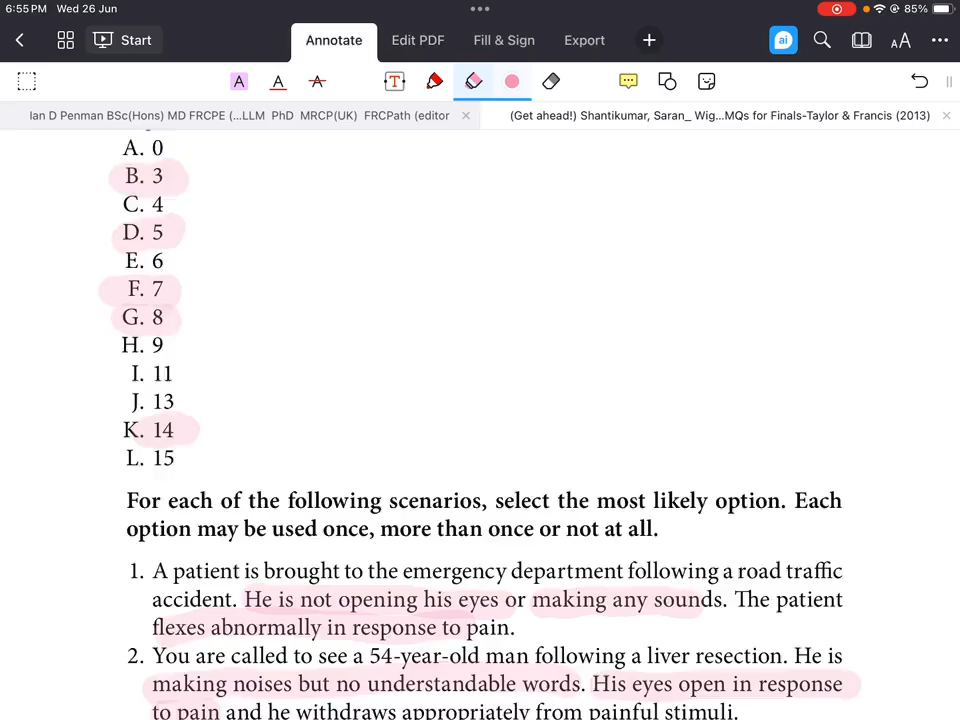 6:55 PM Wed 26 Jun
85%
Start
Annotate
Edit PDF
Fill & Sign
Export
ai
AA
A A A T
Ian D Penman BSc(Hons) MD FRCPE (...LLM PhD MRCP(UK) FRCPath (editor
(Get ahead!) Shantikumar, Saran_ Wig...MQs for Finals-Taylor & Francis (2013)
A. 0
B. 3
C. 4
D. 5
E. 6
F. 7
G. 8
H. 9
I. 11
J. 13
K. 14
L. 15
For each of the following scenarios, select the most likely option. Each
option may be used once, more than once or not at all.
1. A patient is brought to the emergency department following a road traffic
accident. He is not opening his eyes or making any sounds. The patient
flexes abnormally in response to pain.
2. You are called to see a 54-year-old man following a liver resection. He is
making noises but no understandable words. His eyes open in response
to pain and he withdraws appropriately from painful stimuli.